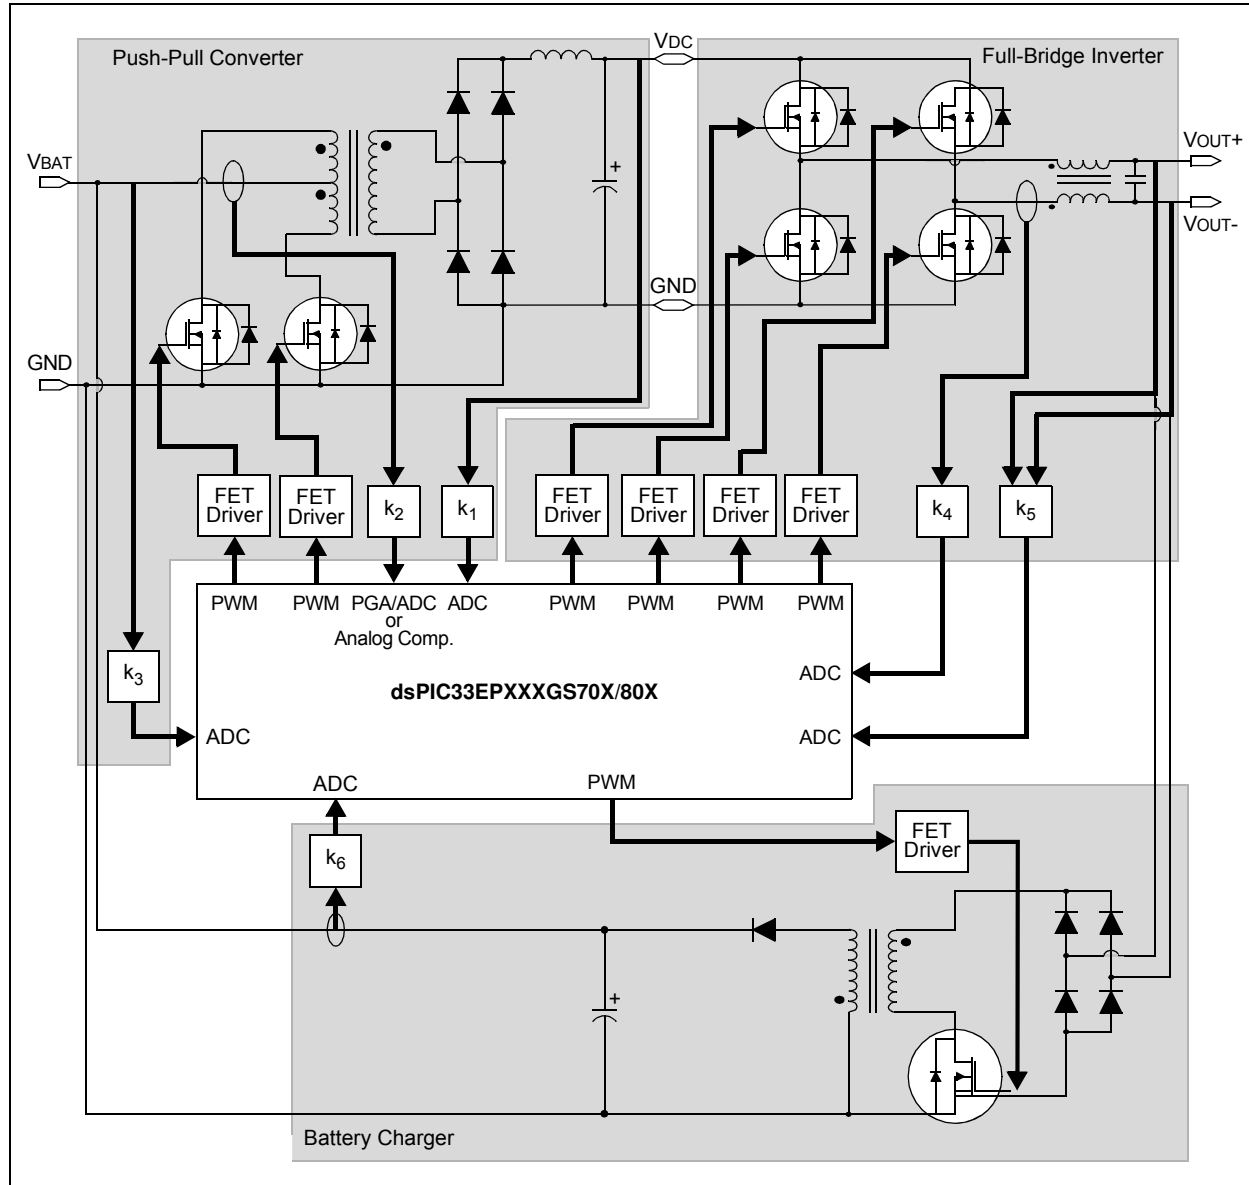 Push-Pull Converter
VDC
Full-Bridge Inverter
VOUT+
VBAT
VOUT-
GND
GND
FET
Driver
FET
Driver
k2
k1
FET
Driver
FET
Driver
FET
Driver
FET
Driver
k4
k5
PWM
PWM
PGA/ADC
or
Analog Comp.
ADC
PWM
PWM
PWM
PWM
k3
ADC
dsPIC33EPXXXGS70X/80X
ADC
ADC
ADC
PWM
k6
FET
Driver
+
+
Battery Charger